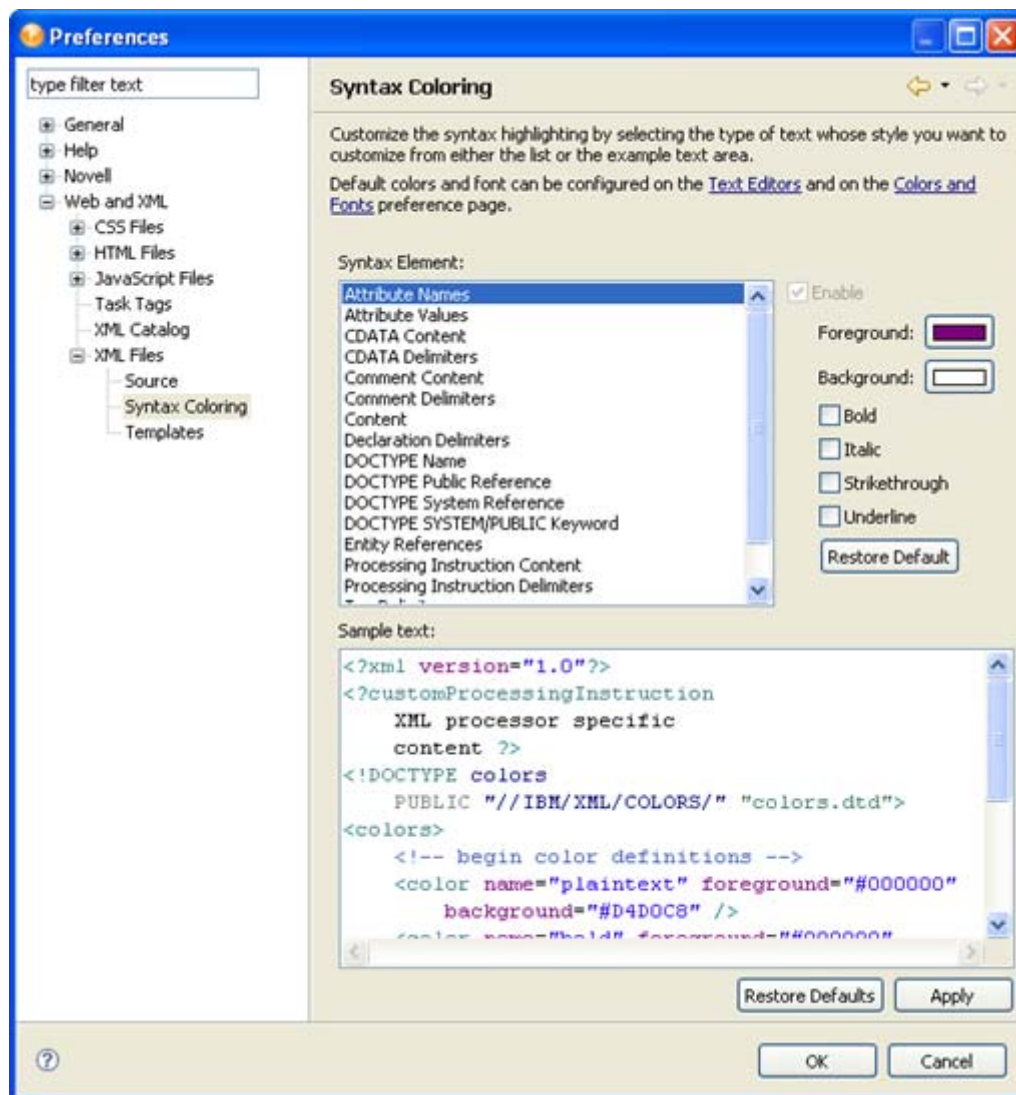 Preferences
type filter text
General
Help
Novell
Web and XML
CSS Files
HTML Files
JavaScript Files
Task Tags
XML Catalog
XML Files
Source
Syntax Coloring
Templates
Syntax Coloring
Customize the syntax highlighting by selecting the type of text whose style you want to
customize from either the list or the example text area.
Default colors and font can be configured on the Text Editors and on the Colors and
Fonts preference page.
Syntax Element:
Attribute Names
Attribute Values
CDATA Content
CDATA Delimiters
Comment Content
Comment Delimiters
Content
Declaration Delimiters
DOCTYPE Name
DOCTYPE Public Reference
DOCTYPE System Reference
DOCTYPE SYSTEM/PUBLIC Keyword
Entity References
Processing Instruction Content
Processing Instruction Delimiters
Enable
Foreground:
Background:
Bold
Italic
Strikethrough
Underline
Restore Default
Sample text:
<?xml version="1.0"?>
<?customProcessingInstruction
XML processor specific
content ?>
<!DOCTYPE colors
PUBLIC "//IBM/XML/COLORS/" "colors.dtd">
<colors>
<!-- begin color definitions -->
<color name="plaintext" foreground="#000000"
background="#D4D0C8" />
<color name="bold" foreground="#000000"
Restore Defaults
Apply
OK
Cancel